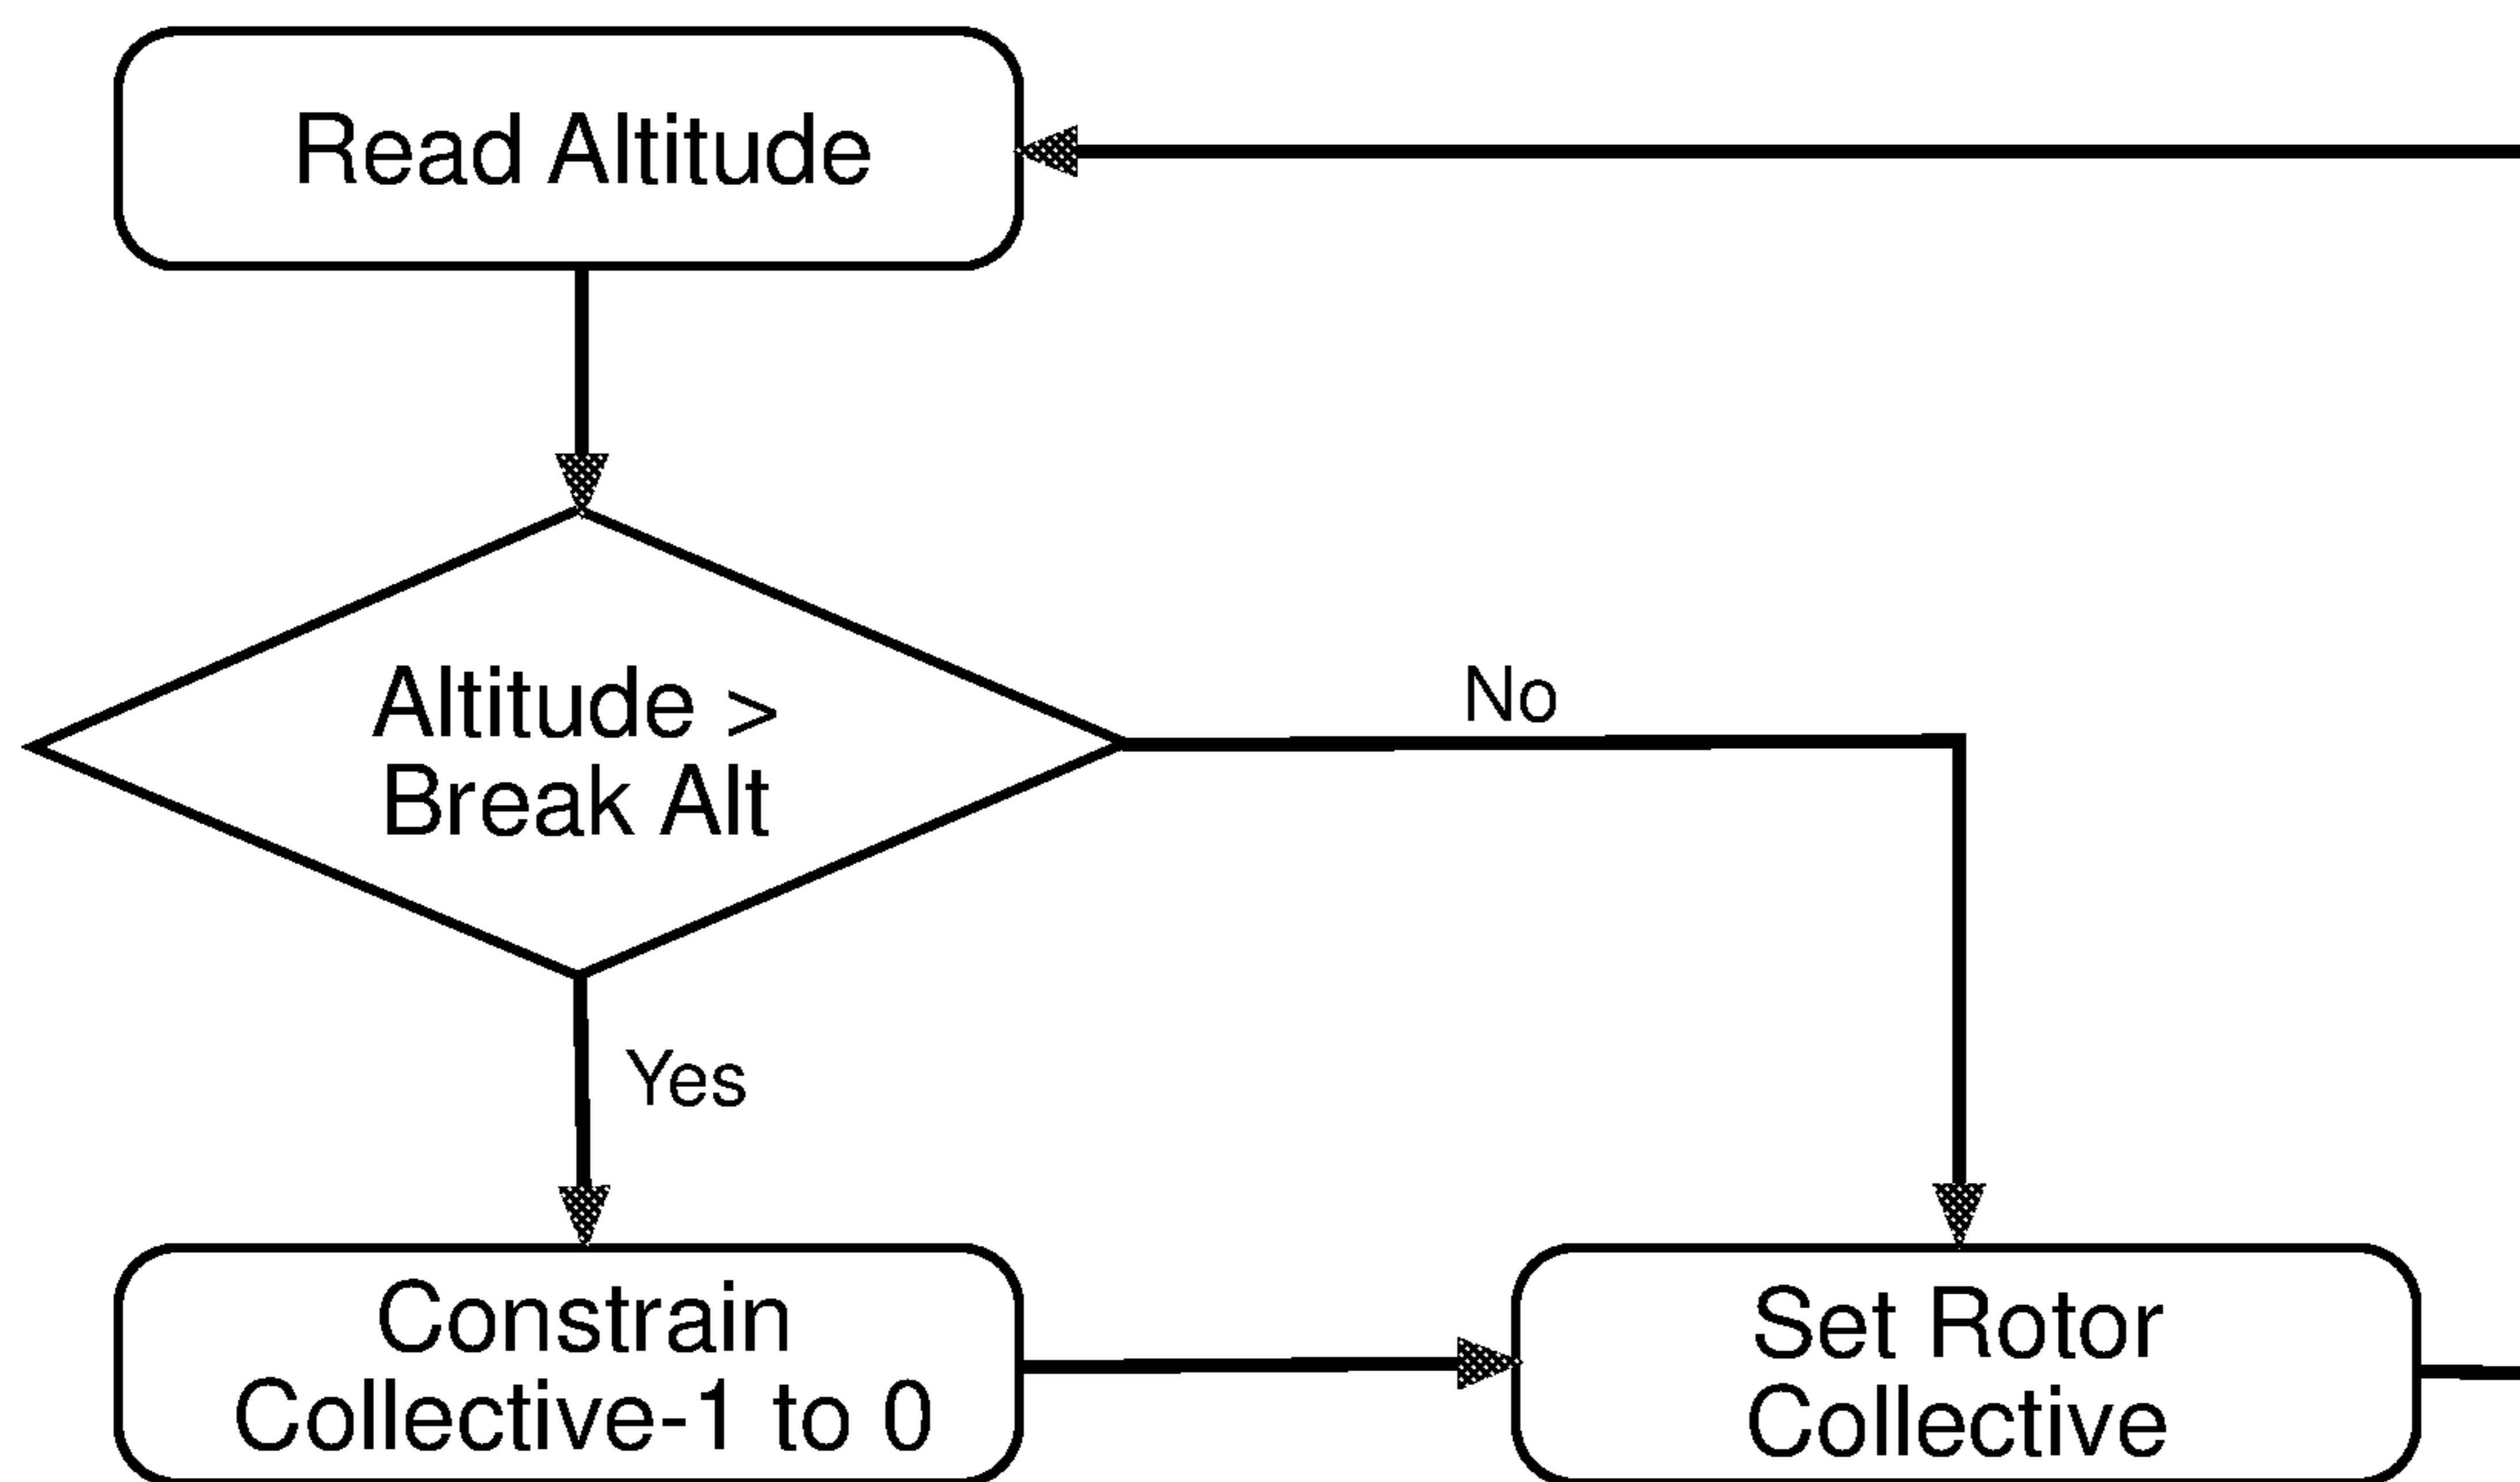 Read Altitude
Altitude >
Break Alt
No
Yes
Constrain
Collective-1 to 0
Set Rotor
Collective